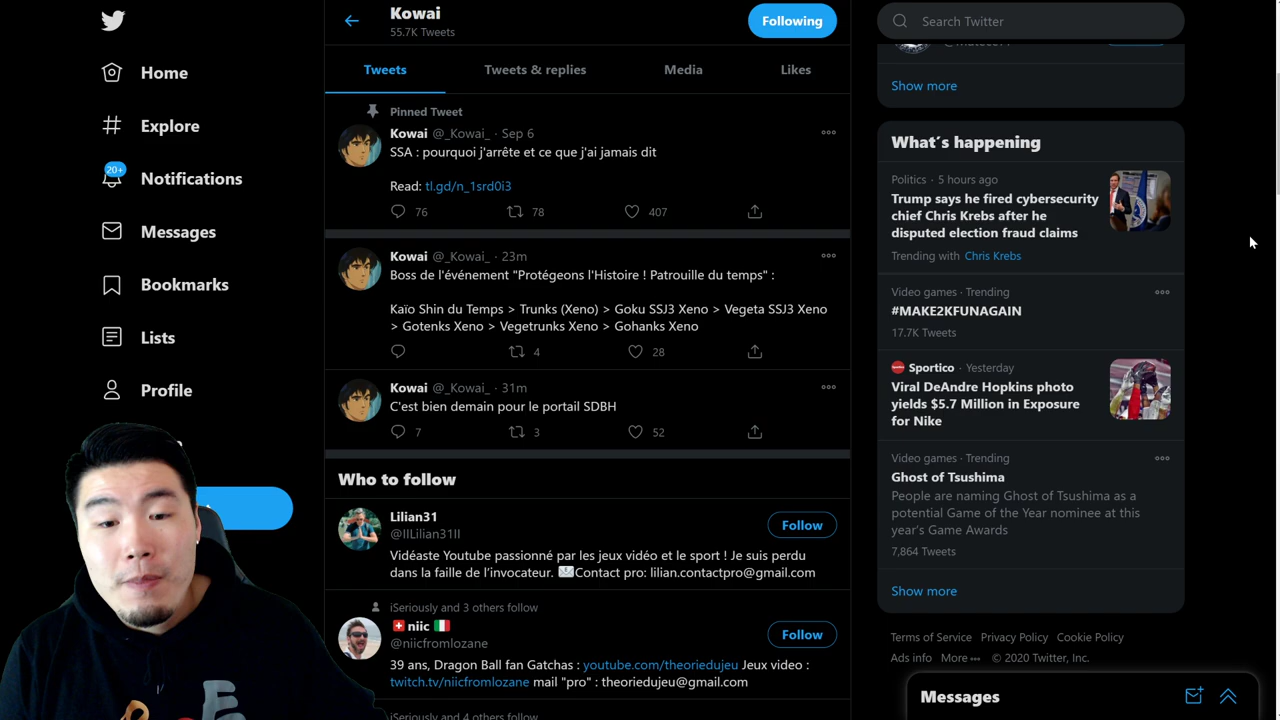 Home
Explore
20+
Notifications
Messages
Bookmarks
Lists
Profile
Kowai
55.7K Tweets
Following
Tweets
Tweets & replies
Media
Likes
Pinned Tweet
Kowai @_Kowai_ · Sep 6
SSA : pourquoi j'arrête et ce que j'ai jamais dit
Read: tl.gd/n_1srd0i3
76
78
407
Kowai @_Kowai_ · 23m
Boss de l'événement "Protégeons l'Histoire ! Patrouille du temps" :
Kaïo Shin du Temps > Trunks (Xeno) > Goku SSJ3 Xeno > Vegeta SSJ3 Xeno
> Gotenks Xeno > Vegetrunks Xeno > Gohanks Xeno
4
28
Kowai @_Kowai_ · 31m
C'est bien demain pour le portail SDBH
7
3
52
Who to follow
Lilian31
@IILilian31II
Follow
Vidéaste Youtube passionné par les jeux vidéo et le sport ! Je suis perdu
dans la faille de l'invocateur. Contact pro: lilian.contactpro@gmail.com
iSeriously and 3 others follow
niic
@niicfromlozane
Follow
39 ans, Dragon Ball fan Gatchas : youtube.com/theoriedujeu Jeux video :
twitch.tv/niicfromlozane mail "pro" : theoriedujeu@gmail.com
iSeriously and 4 others follow
Search Twitter
Show more
What's happening
Politics · 5 hours ago
Trump says he fired cybersecurity
chief Chris Krebs after he
disputed election fraud claims
Trending with Chris Krebs
Video games · Trending
#MAKE2KFUNAGAIN
17.7K Tweets
Sportico · Yesterday
Viral DeAndre Hopkins photo
yields $5.7 Million in Exposure
for Nike
Video games · Trending
Ghost of Tsushima
People are naming Ghost of Tsushima as a
potential Game of the Year nominee at this
year's Game Awards
7,864 Tweets
Show more
Terms of Service Privacy Policy Cookie Policy
Ads info More © 2020 Twitter, Inc.
Messages